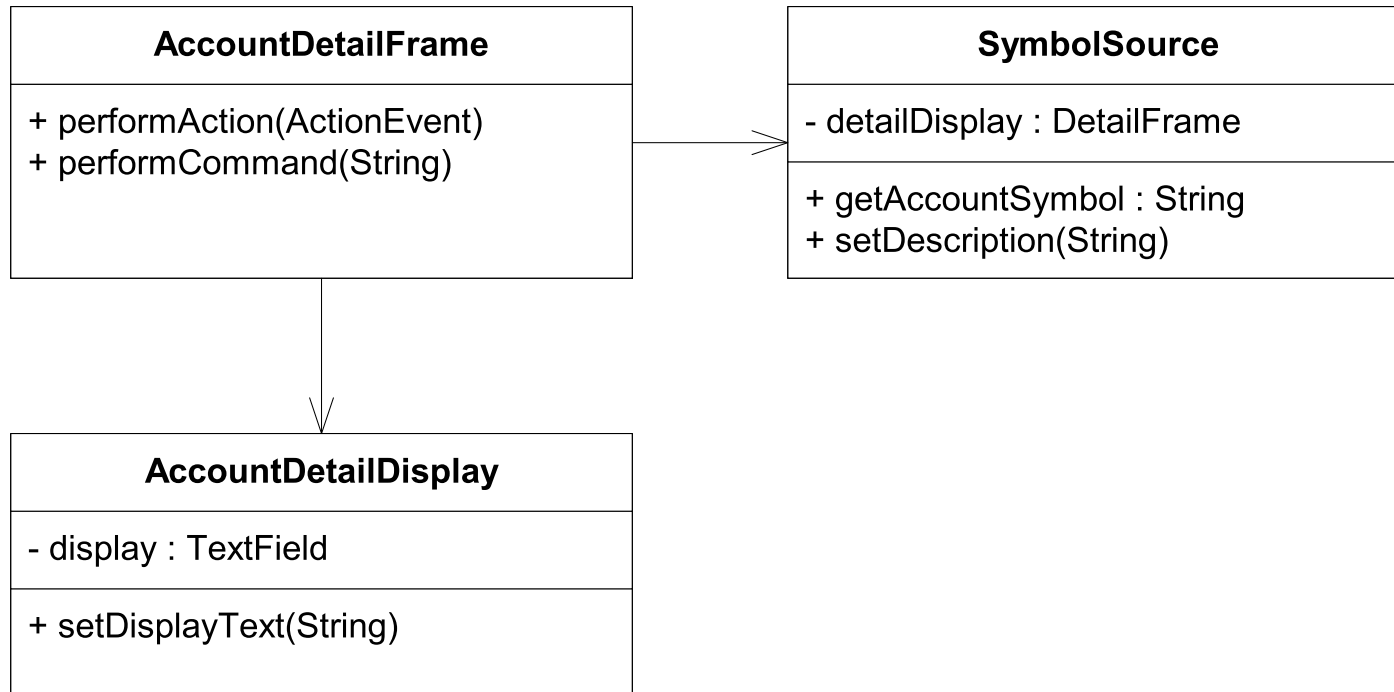 AccountDetailFrame
+ performAction(ActionEvent)
+ performCommand(String)
SymbolSource
- detailDisplay : DetailFrame
+ getAccountSymbol : String
+ setDescription(String)
AccountDetailDisplay
- display : TextField
+ setDisplayText(String)